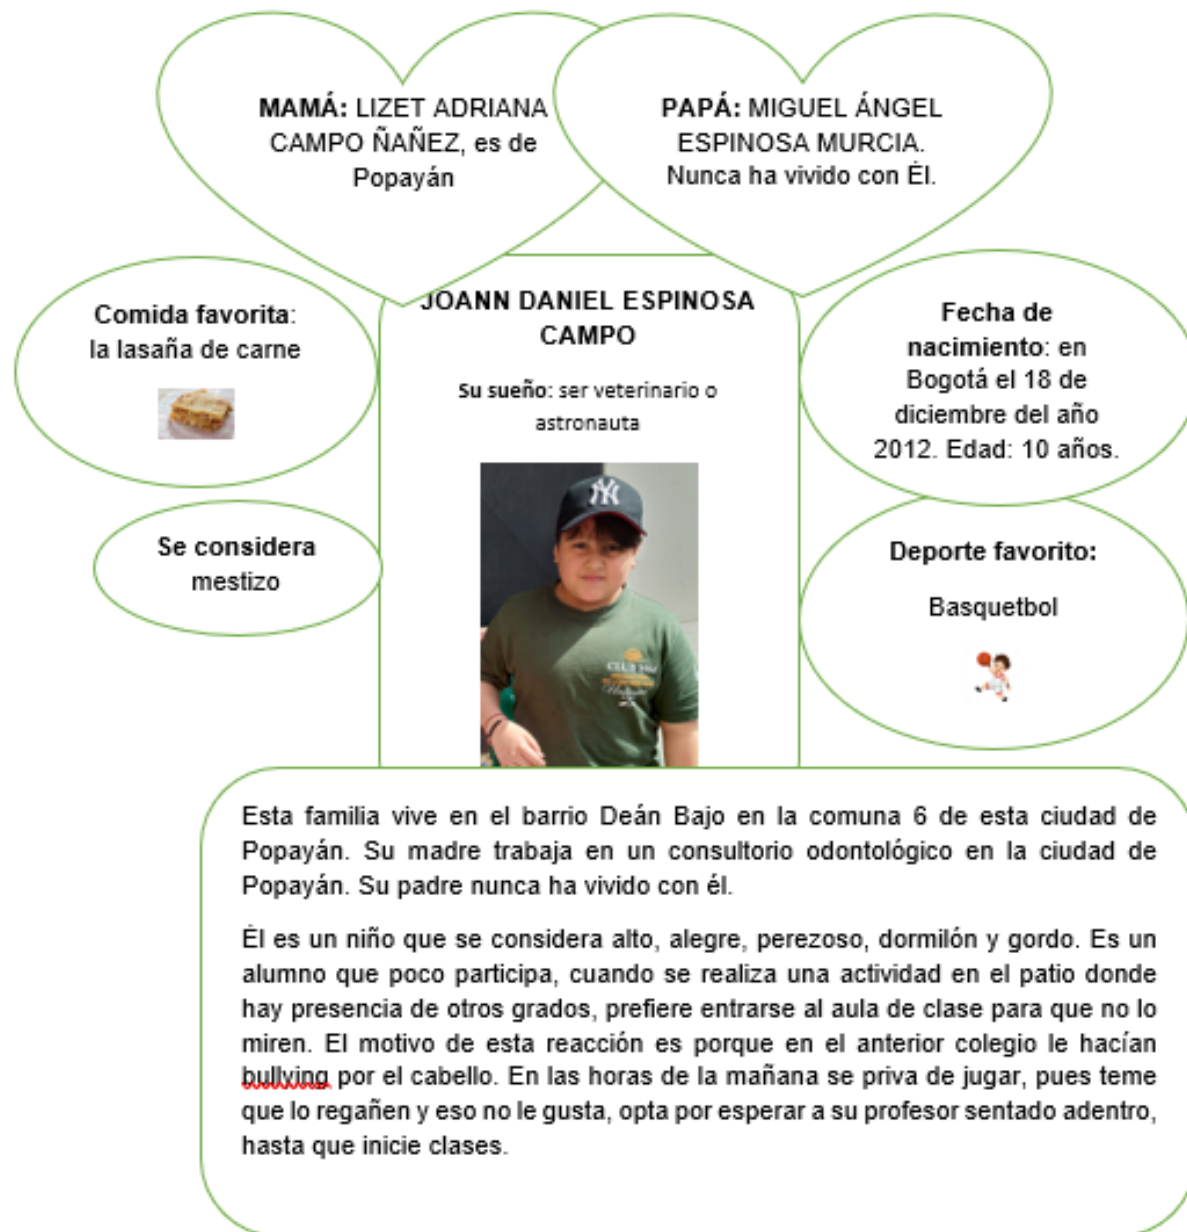 MAMÁ: LIZET ADRIANA
CAMPO ÑAÑEZ, es de
Popayán
PAPÁ: MIGUEL ÁNGEL
ESPINOSA MURCIA.
Nunca ha vivido con Él.
Comida favorita:
la lasaña de carne
JOANN DANIEL ESPINOSA
CAMPO
Su sueño: ser veterinario o
astronauta
Fecha de
nacimiento: en
Bogotá el 18 de
diciembre del año
2012. Edad: 10 años.
Se considera
mestizo
Deporte favorito:
Basquetbol
NY
CLUB
Esta familia vive en el barrio Deán Bajo en la comuna 6 de esta ciudad de
Popayán. Su madre trabaja en un consultorio odontológico en la ciudad de
Popayán. Su padre nunca ha vivido con él.
Él es un niño que se considera alto, alegre, perezoso, dormilón y gordo. Es un
alumno que poco participa, cuando se realiza una actividad en el patio donde
hay presencia de otros grados, prefiere entrarse al aula de clase para que no lo
miren. El motivo de esta reacción es porque en el anterior colegio le hacían
bullying por el cabello. En las horas de la mañana se priva de jugar, pues teme
que lo regañen y eso no le gusta, opta por esperar a su profesor sentado adentro,
hasta que inicie clases.